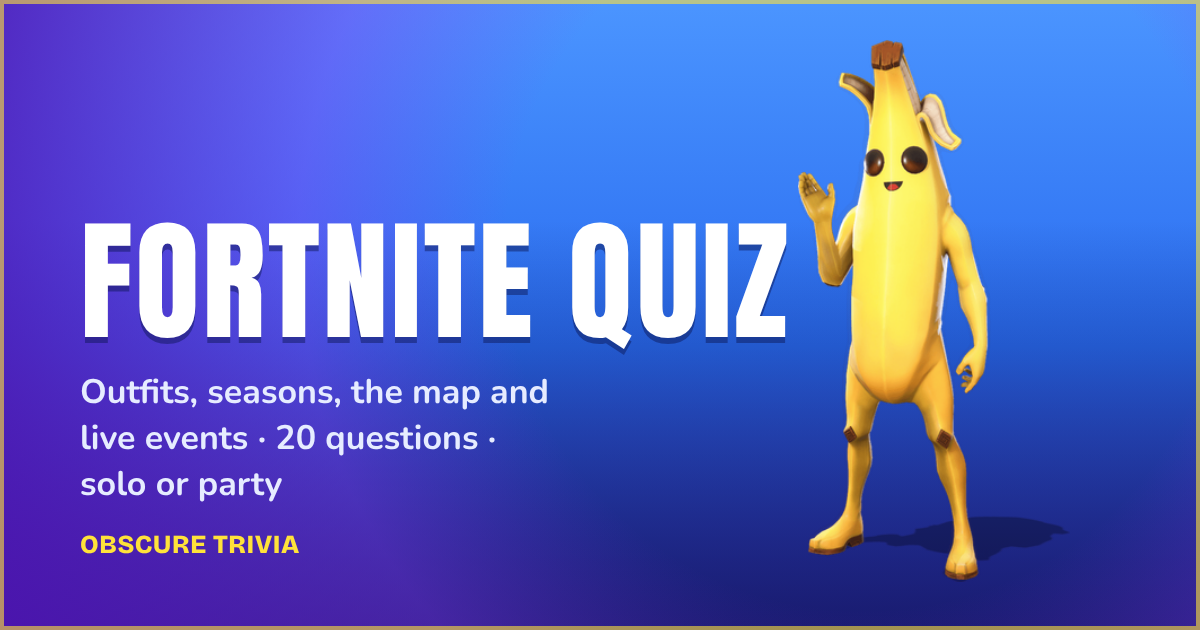 FORTNITE QUIZ
Outfits, seasons, the map and
live events · 20 questions ·
solo or party
OBSCURE TRIVIA